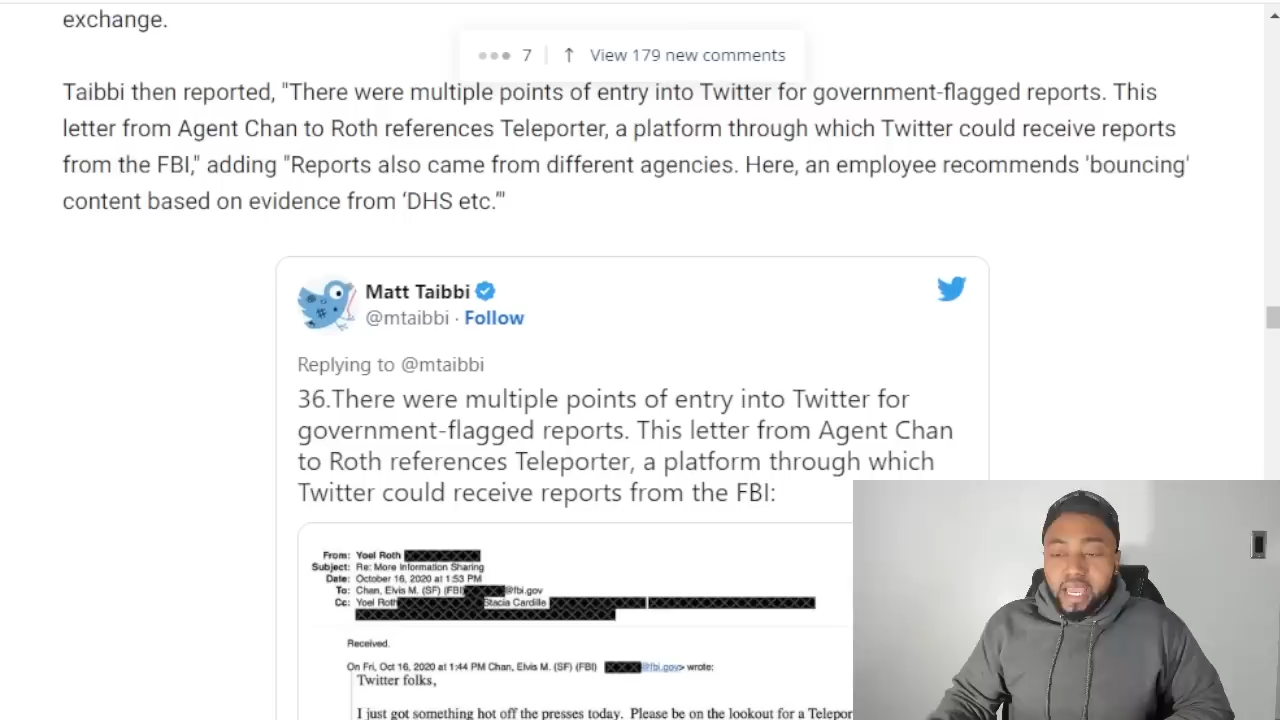 exchange.
7 | ↑ View 179 new comments
Taibbi then reported, "There were multiple points of entry into Twitter for government-flagged reports. This
letter from Agent Chan to Roth references Teleporter, a platform through which Twitter could receive reports
from the FBI," adding "Reports also came from different agencies. Here, an employee recommends 'bouncing'
content based on evidence from ‘DHS etc.’"
Matt Taibbi
@mtaibbi · Follow
Replying to @mtaibbi
36.There were multiple points of entry into Twitter for
government-flagged reports. This letter from Agent Chan
to Roth references Teleporter, a platform through which
Twitter could receive reports from the FBI:
From: Yoel Roth
Subject: Re: More Information Sharing
Date: October 16, 2020 at 1:53 PM
To: Chan, Elvis M. (SF) (FBI) @fbi.gov
Cc: Yoel Roth Stacia Cardille
Received.
On Fri, Oct 16, 2020 at 1:44 PM Chan, Elvis M. (SF) (FBI) @fbi.gov> wrote:
Twitter folks,
I just got something hot off the presses today. Please be on the lookout for a Telepor